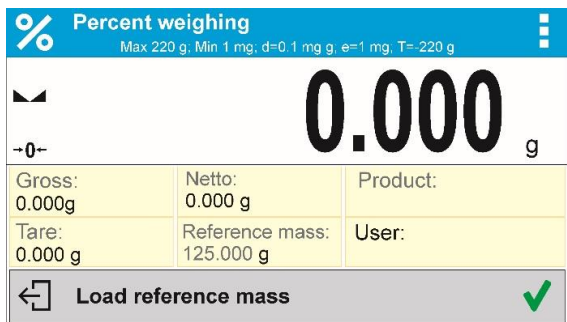 % Percent weighing
Max 220 g; Min 1 mg; d=0.1 mg g; e=1 mg; T=-220 g
0.000 g
→0←
Gross:
0.000g
Netto:
0.000 g
Product:
Tare:
0.000 g
Reference mass:
125.000 g
User:
Load reference mass